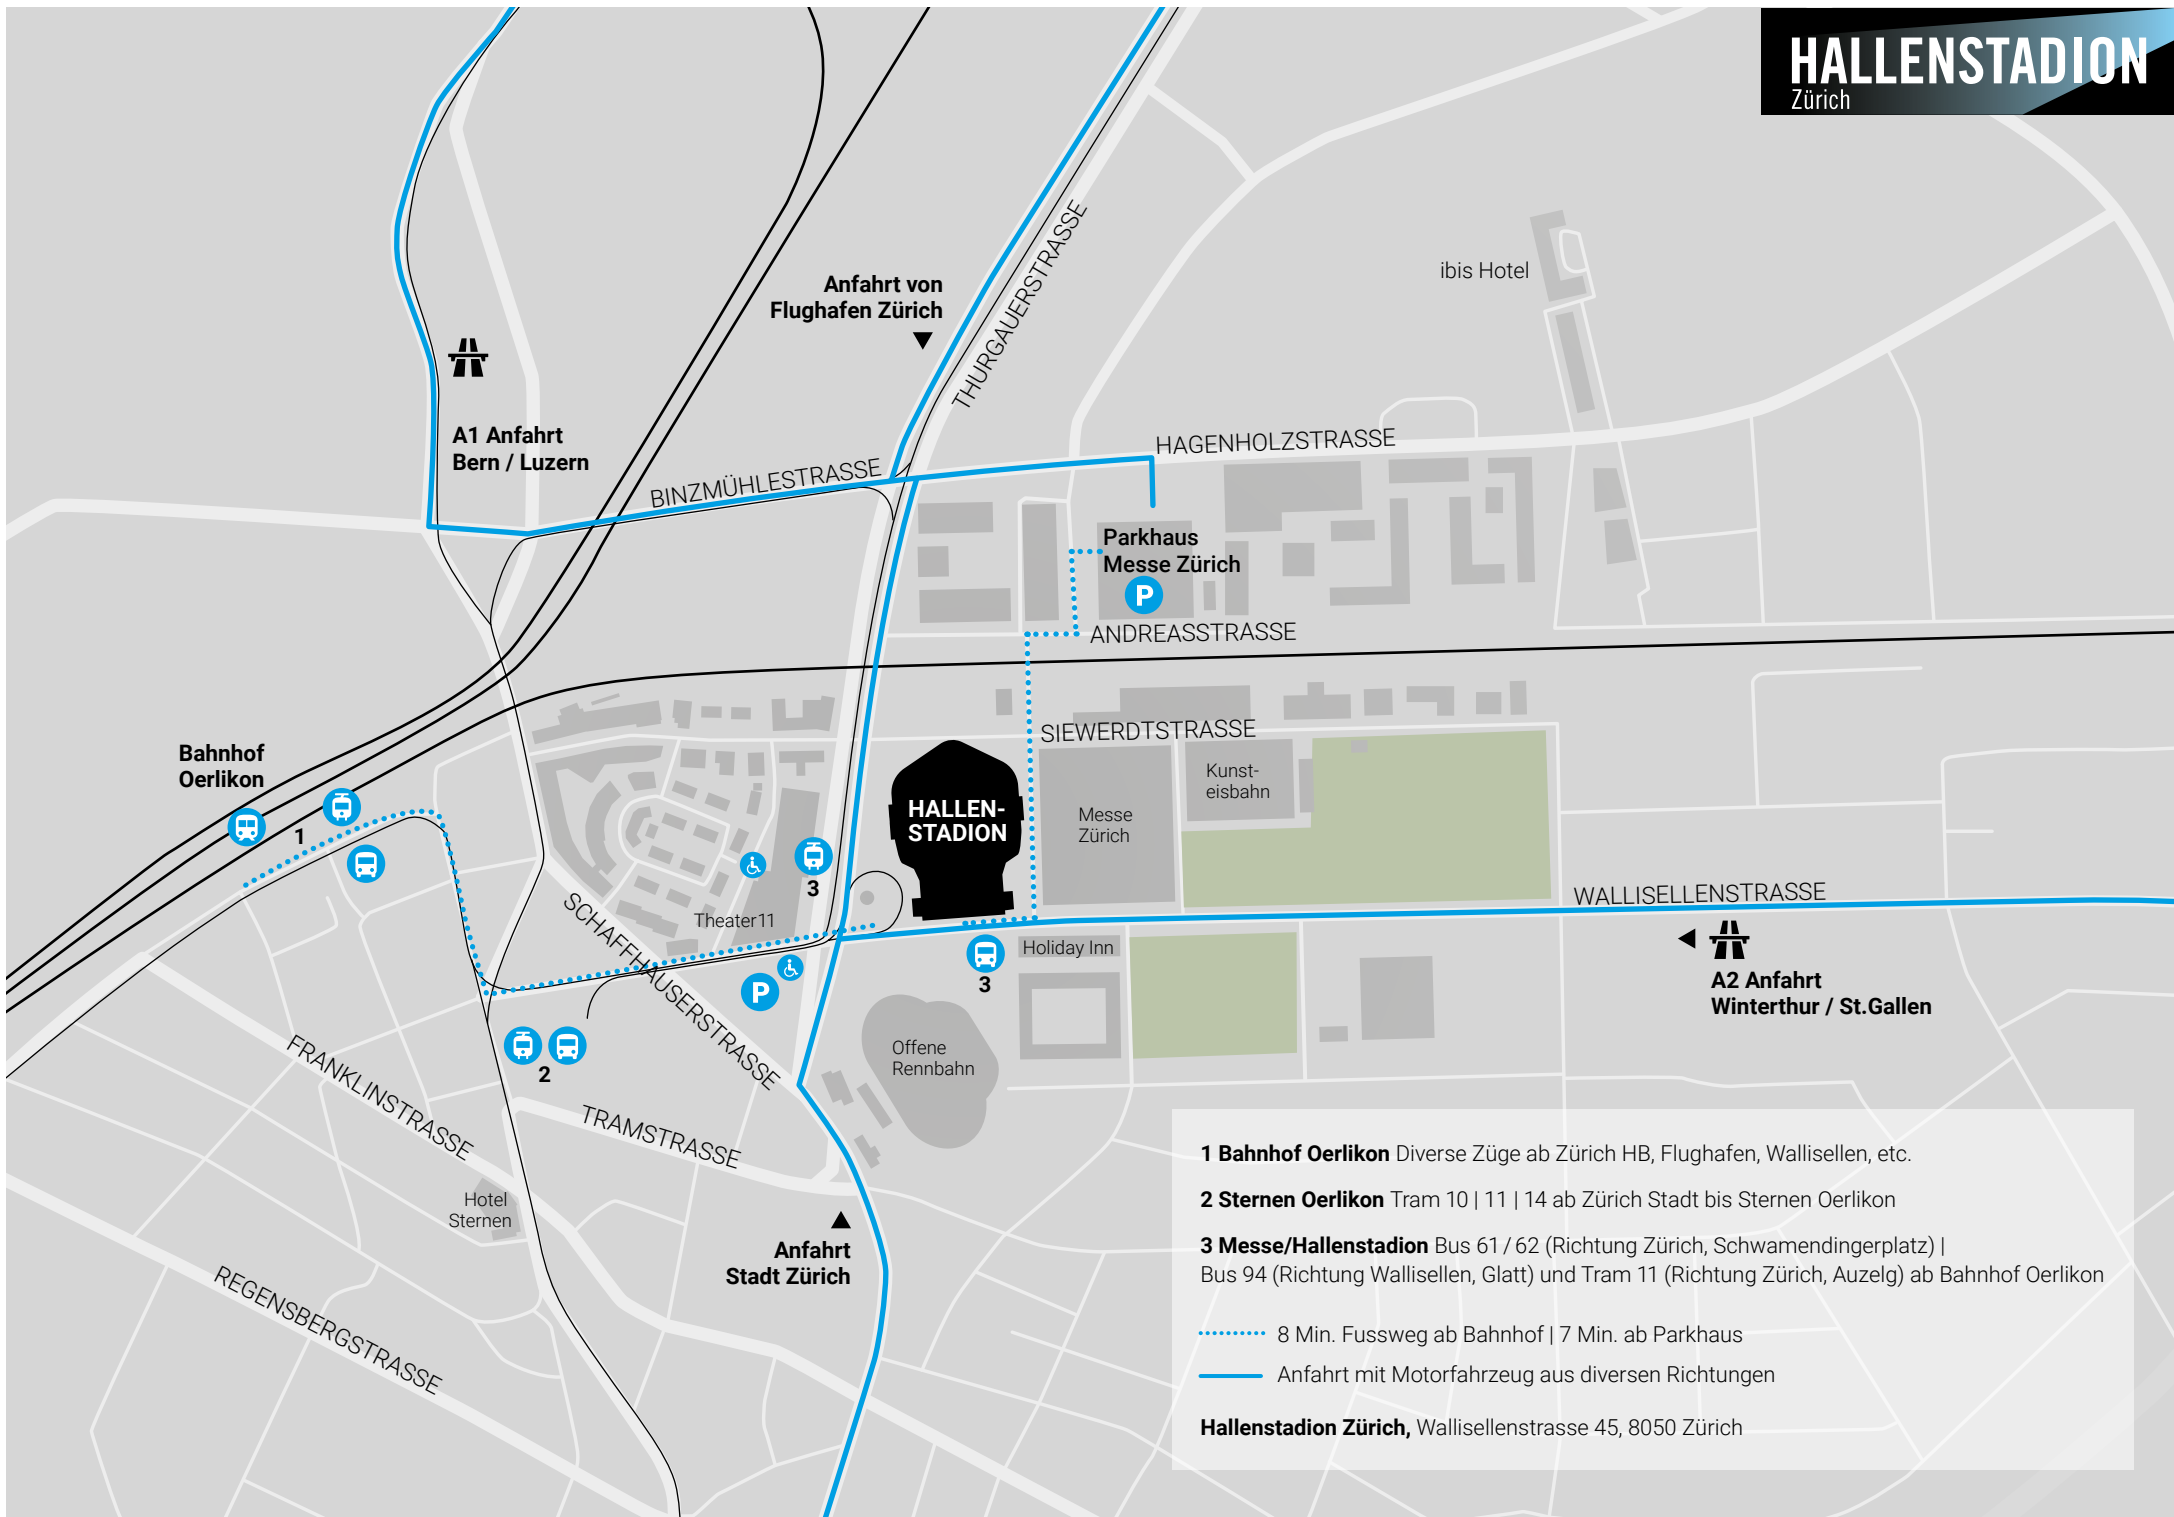 HALLENSTADION
Zürich
Anfahrt von
Flughafen Zürich
THURGAUERSTRASSE
ibis Hotel
A1 Anfahrt
Bern / Luzern
BINZMÜHLESTRASSE
HAGENHOLZSTRASSE
Parkhaus
Messe Zürich
P
ANDREASSTRASSE
SIEWERDTSTRASSE
Bahnhof
Oerlikon
1
HALLEN-
STADION
Messe
Zürich
Kunst-
eisbahn
3
Theater11
SCHAFFHAUSERSTRASSE
WALLISELLENSTRASSE
Holiday Inn
3
P
A2 Anfahrt
Winterthur / St.Gallen
Offene
Rennbahn
2
FRANKLINSTRASSE
TRAMSTRASSE
Hotel
Sternen
Anfahrt
Stadt Zürich
REGENSBERGSTRASSE
1 Bahnhof Oerlikon Diverse Züge ab Zürich HB, Flughafen, Wallisellen, etc.
2 Sternen Oerlikon Tram 10 | 11 | 14 ab Zürich Stadt bis Sternen Oerlikon
3 Messe/Hallenstadion Bus 61 / 62 (Richtung Zürich, Schwamendingerplatz) |
Bus 94 (Richtung Wallisellen, Glatt) und Tram 11 (Richtung Zürich, Auzelg) ab Bahnhof Oerlikon
8 Min. Fussweg ab Bahnhof | 7 Min. ab Parkhaus
Anfahrt mit Motorfahrzeug aus diversen Richtungen
Hallenstadion Zürich, Wallisellenstrasse 45, 8050 Zürich